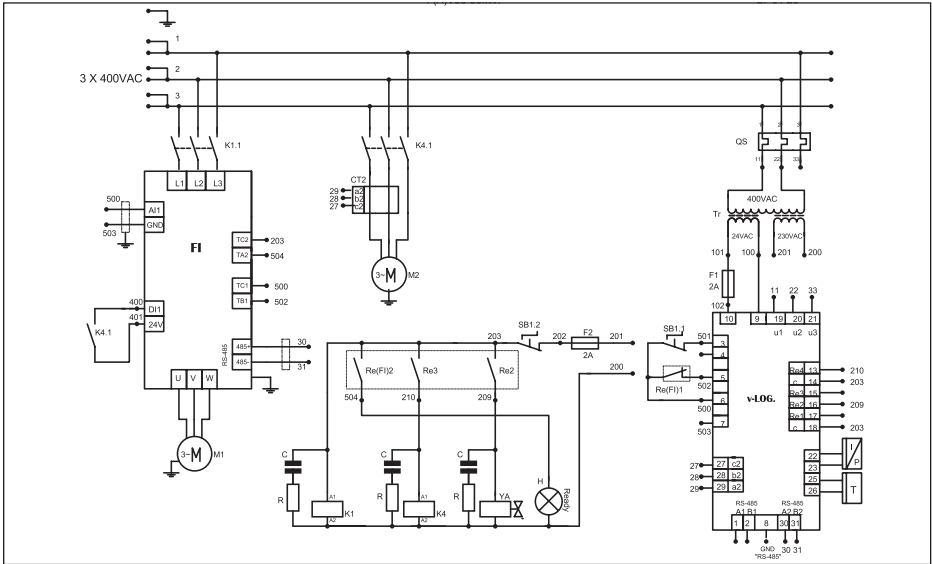 1
2
3 X 400VAC
3
K1.1
K4.1
1 2 3
QS
11 22 33
L1 L2 L3
CT2
29 a2
28 b2
27 c2
400VAC
Tr
24VAC
230VAC
500
AI1
GND
503
FI
TC2 203
TA2 504
TC1 500
TB1 502
3~M M2
101 100 201 200
F1
2A
102
11 22 33
400
DI1
401
24V
K4.1
RS-485
485+ 30
485- 31
U V W
3~M M1
203
SB1.2
202
F2
2A
201
200
Re(FI)2
Re3
Re2
504
210
209
SB1.1
501
Re(FI)1
502
500
503
10 9 19 20 21
u1 u2 u3
3
4
5
6
7
v-LOG.
Re4 13 210
c 14 203
Re3 15
Re2 16 209
Re1 17
c 18 203
22
23
25
26
I/P
T
27 27 c2
28 28 b2
29 29 a2
RS-485 RS-485
A1 B1 A2 B2
1 2 8 30 31
GND
"RS-485"
30 31
C
R
A1
K1
A2
C
R
A1
K4
A2
C
R
YA
H
Ready